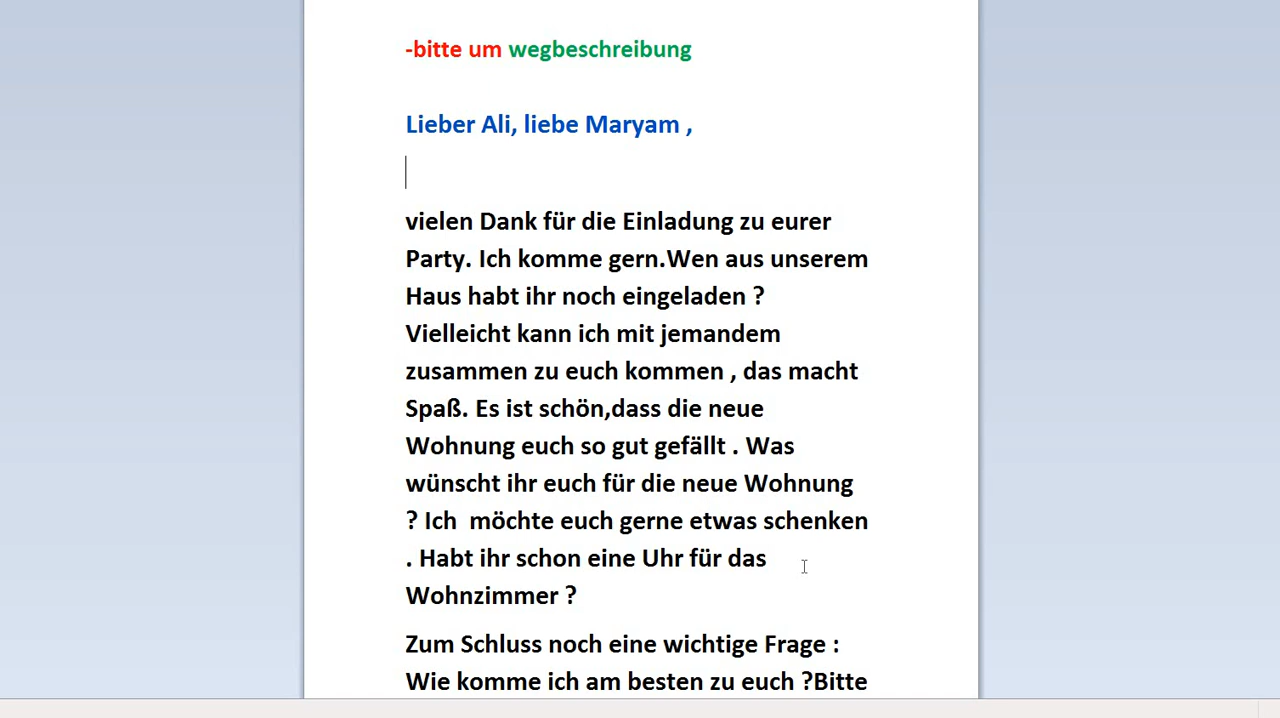 -bitte um wegbeschreibung
Lieber Ali, liebe Maryam ,
vielen Dank für die Einladung zu eurer
Party. Ich komme gern.Wen aus unserem
Haus habt ihr noch eingeladen ?
Vielleicht kann ich mit jemandem
zusammen zu euch kommen , das macht
Spaß. Es ist schön,dass die neue
Wohnung euch so gut gefällt . Was
wünscht ihr euch für die neue Wohnung
? Ich  möchte euch gerne etwas schenken
. Habt ihr schon eine Uhr für das
Wohnzimmer ?
Zum Schluss noch eine wichtige Frage :
Wie komme ich am besten zu euch ?Bitte